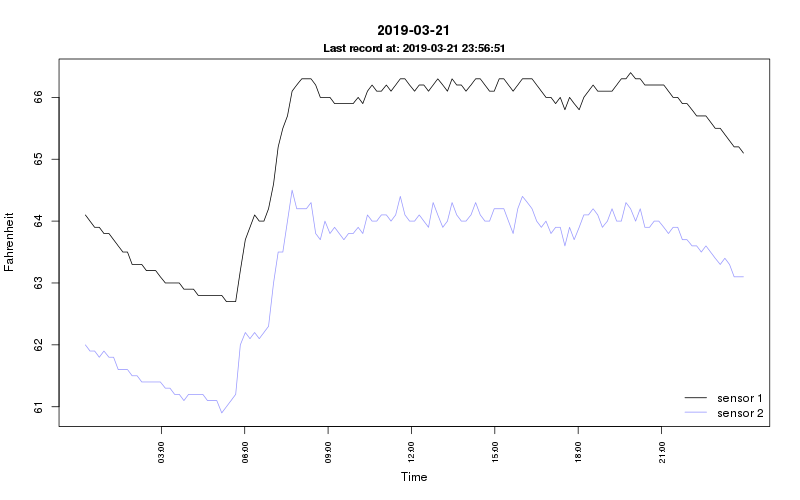 2019-03-21
Last record at: 2019-03-21 23:56:51
Fahrenheit
66
65
64
63
62
61
sensor 1
sensor 2
03:00 06:00 09:00 12:00 15:00 18:00 21:00
Time